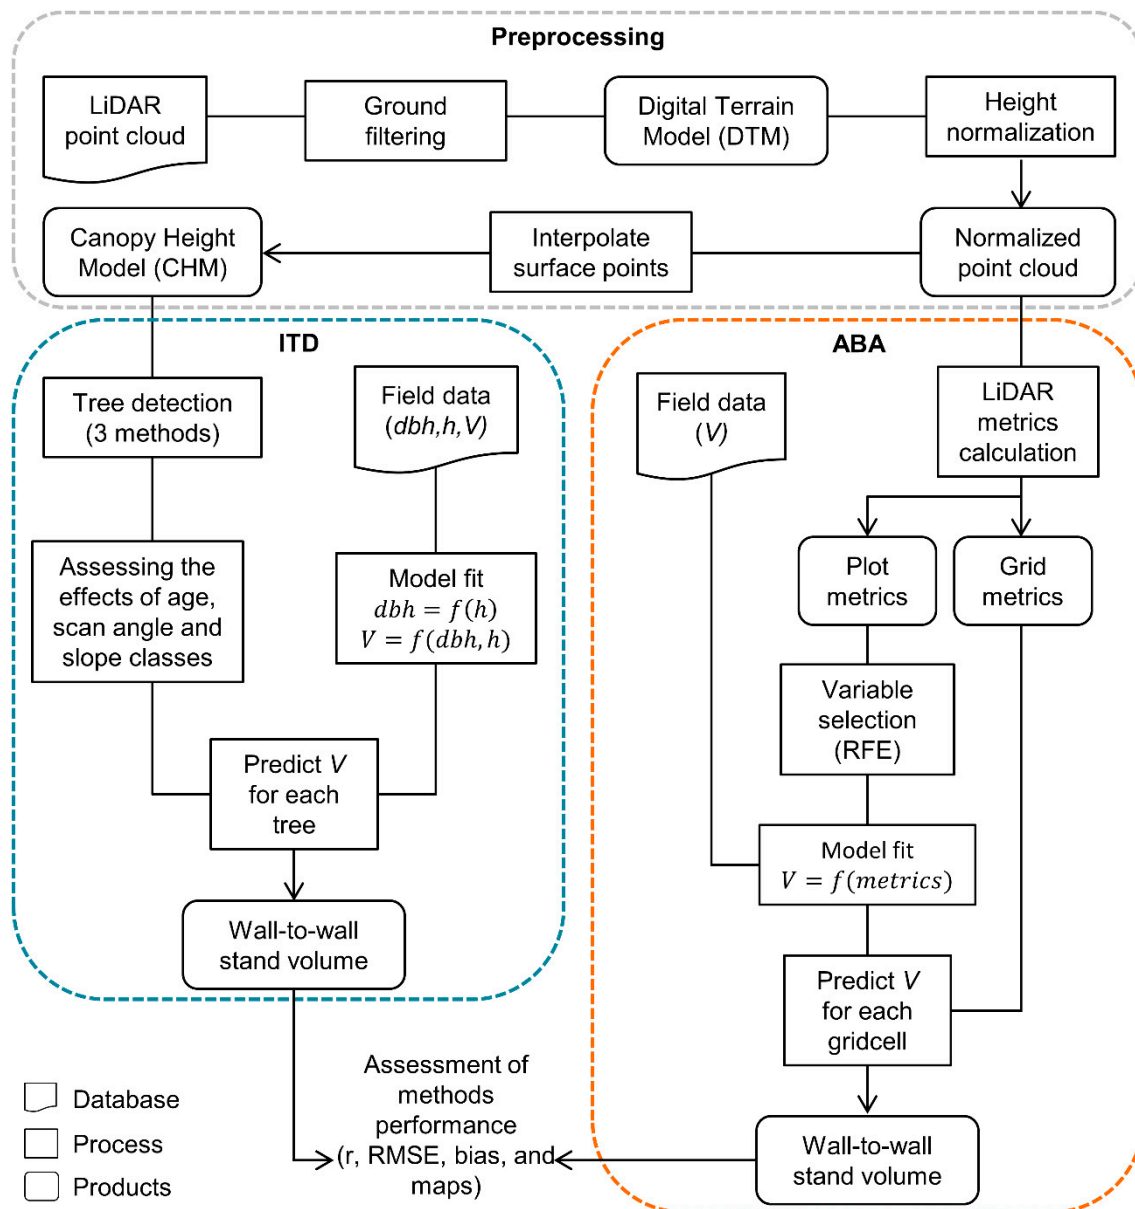 Preprocessing
LiDAR
point cloud
Ground
filtering
Digital Terrain
Model (DTM)
Height
normalization
Canopy Height
Model (CHM)
Interpolate
surface points
Normalized
point cloud
ITD
Tree detection
(3 methods)
Field data
(dbh,h,V)
Assessing the
effects of age,
scan angle and
slope classes
Model fit
dbh = f(h)
V = f(dbh, h)
Predict V
for each
tree
Wall-to-wall
stand volume
ABA
Field data
(V)
LiDAR
metrics
calculation
Plot
metrics
Grid
metrics
Variable
selection
(RFE)
Model fit
V = f(metrics)
Predict V
for each
gridcell
Wall-to-wall
stand volume
Assessment of
methods
performance
(r, RMSE, bias, and
maps)
Database
Process
Products